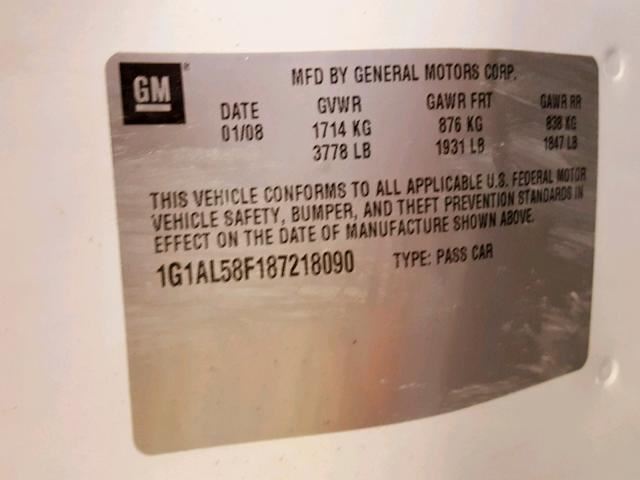 GM®
MFD BY GENERAL MOTORS CORP.
DATE GVWR GAWR FRT GAWR RR
01/08 1714 KG 876 KG 838 KG
3778 LB 1931 LB 1847 LB
THIS VEHICLE CONFORMS TO ALL APPLICABLE U.S. FEDERAL MOTOR
VEHICLE SAFETY, BUMPER, AND THEFT PREVENTION STANDARDS IN
EFFECT ON THE DATE OF MANUFACTURE SHOWN ABOVE.
1G1AL58F187218090 TYPE: PASS CAR